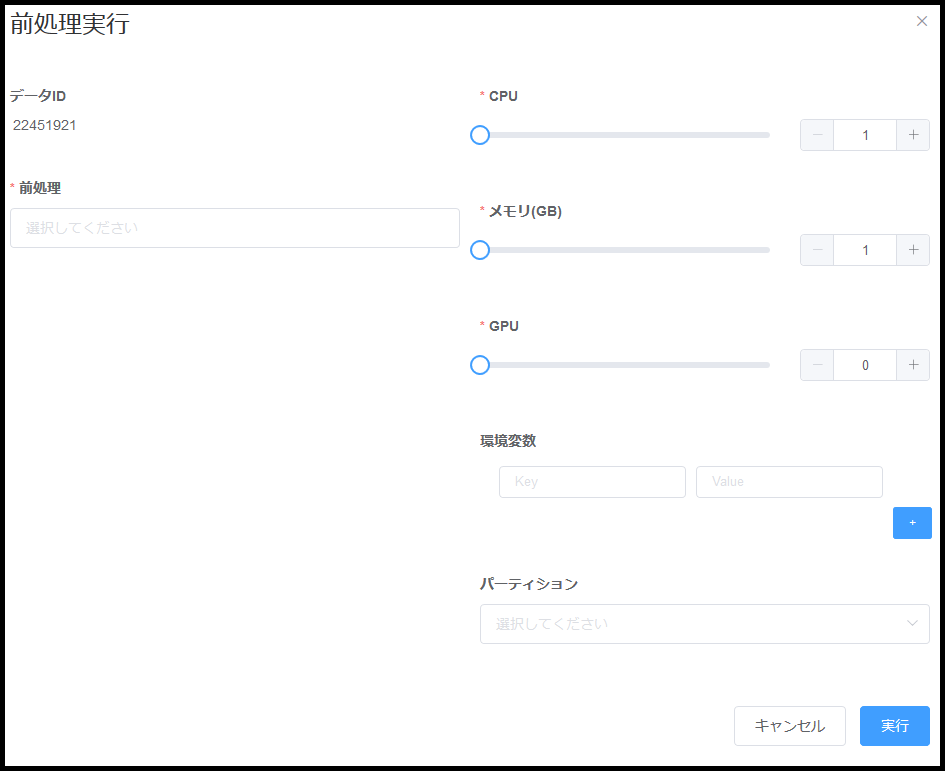 前処理実行
データID
22451921
* 前処理
選択してください
* CPU
1
* メモリ(GB)
1
* GPU
0
環境変数
Key Value
+
パーティション
選択してください
キャンセル 実行